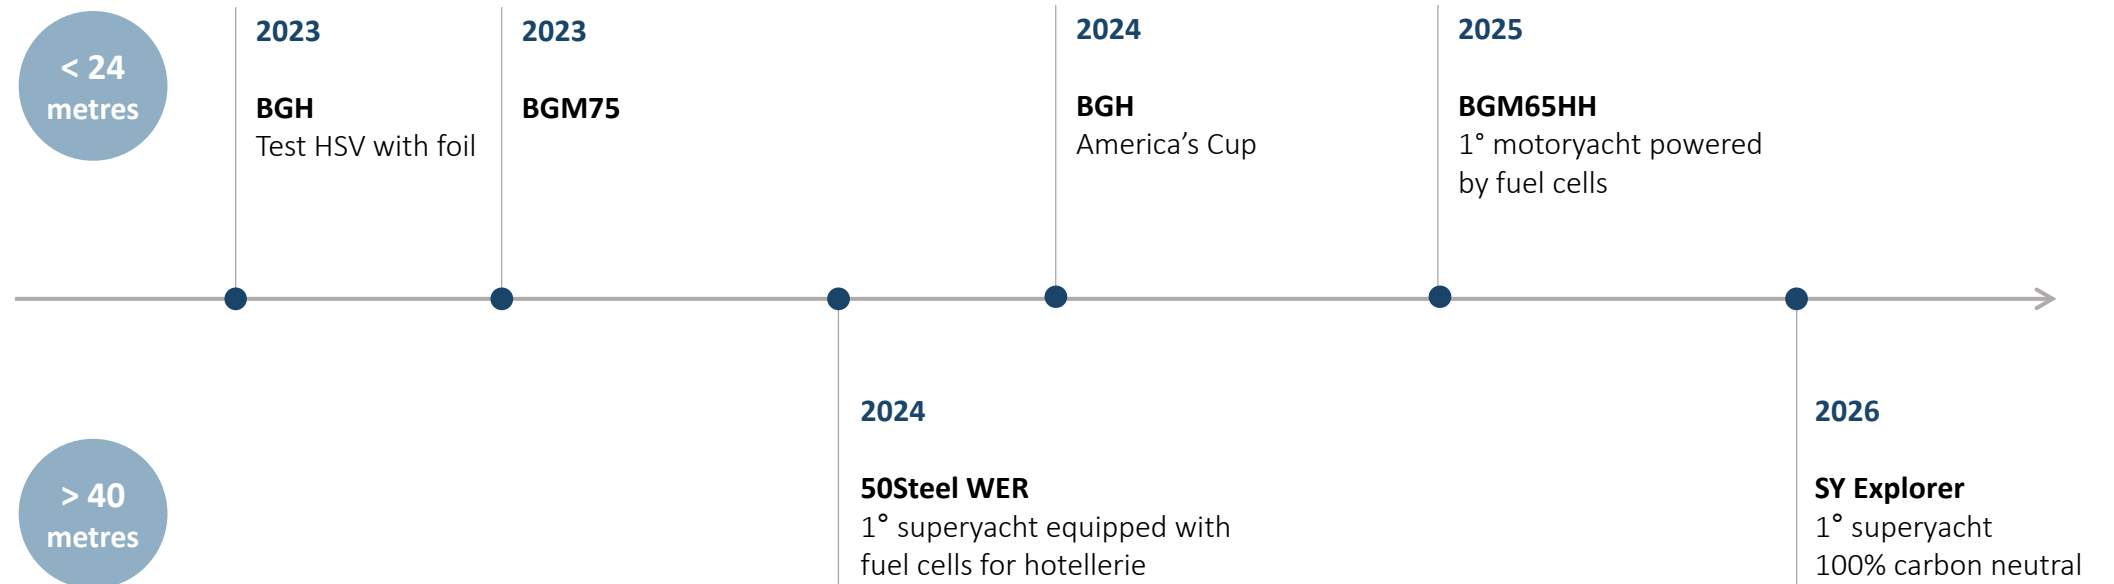 < 24
metres
2023
BGH
Test HSV with foil
2023
BGM75
2024
BGH
America’s Cup
2025
BGM65HH
1° motoryacht powered
by fuel cells
> 40
metres
2024
50Steel WER
1° superyacht equipped with
fuel cells for hotellerie
2026
SY Explorer
1° superyacht
100% carbon neutral